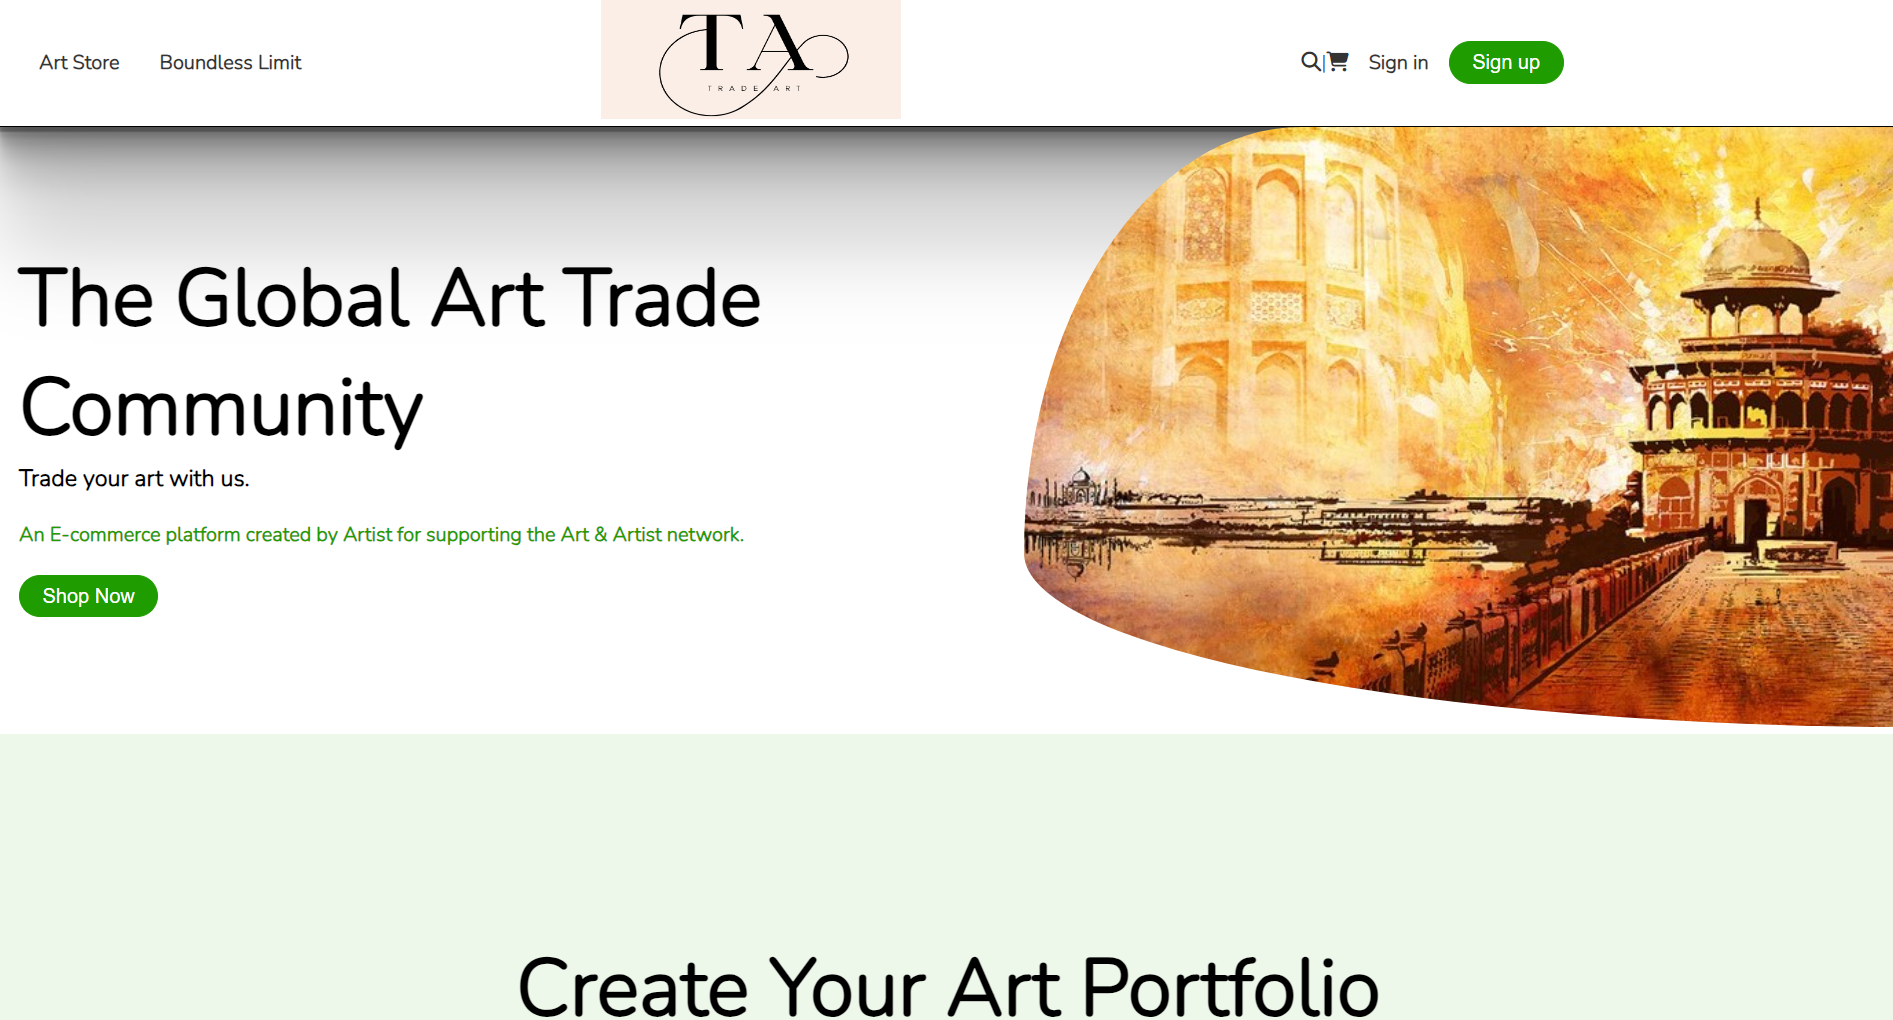 Art Store
Boundless Limit
TA
TRADE ART
Sign in
Sign up
The Global Art Trade
Community
Trade your art with us.
An E-commerce platform created by Artist for supporting the Art & Artist network.
Shop Now
Create Your Art Portfolio